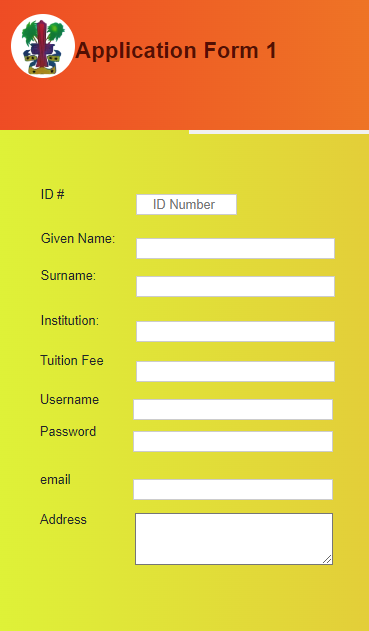 Application Form 1
ID #
ID Number
Given Name:
Surname:
Institution:
Tuition Fee
Username
Password
email
Address